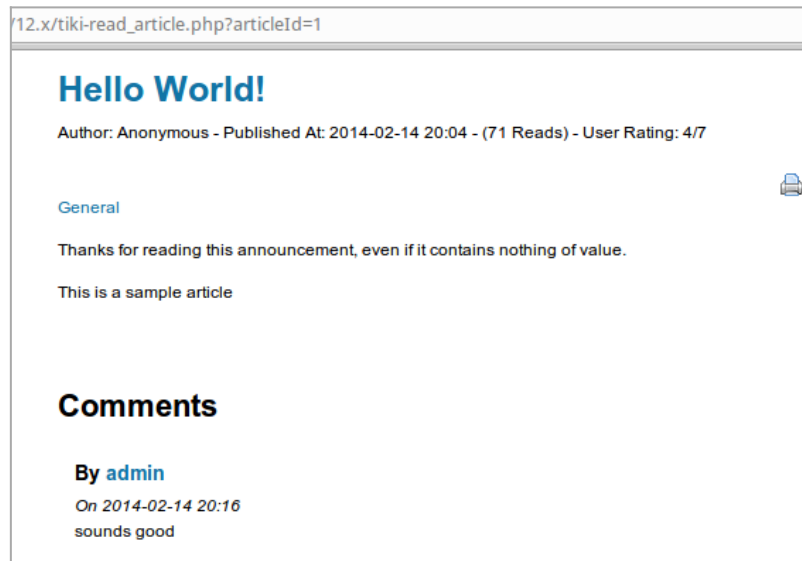 /12.x/tiki-read_article.php?articleId=1
Hello World!
Author: Anonymous - Published At: 2014-02-14 20:04 - (71 Reads) - User Rating: 4/7
General
Thanks for reading this announcement, even if it contains nothing of value.
This is a sample article
Comments
By admin
On 2014-02-14 20:16
sounds good